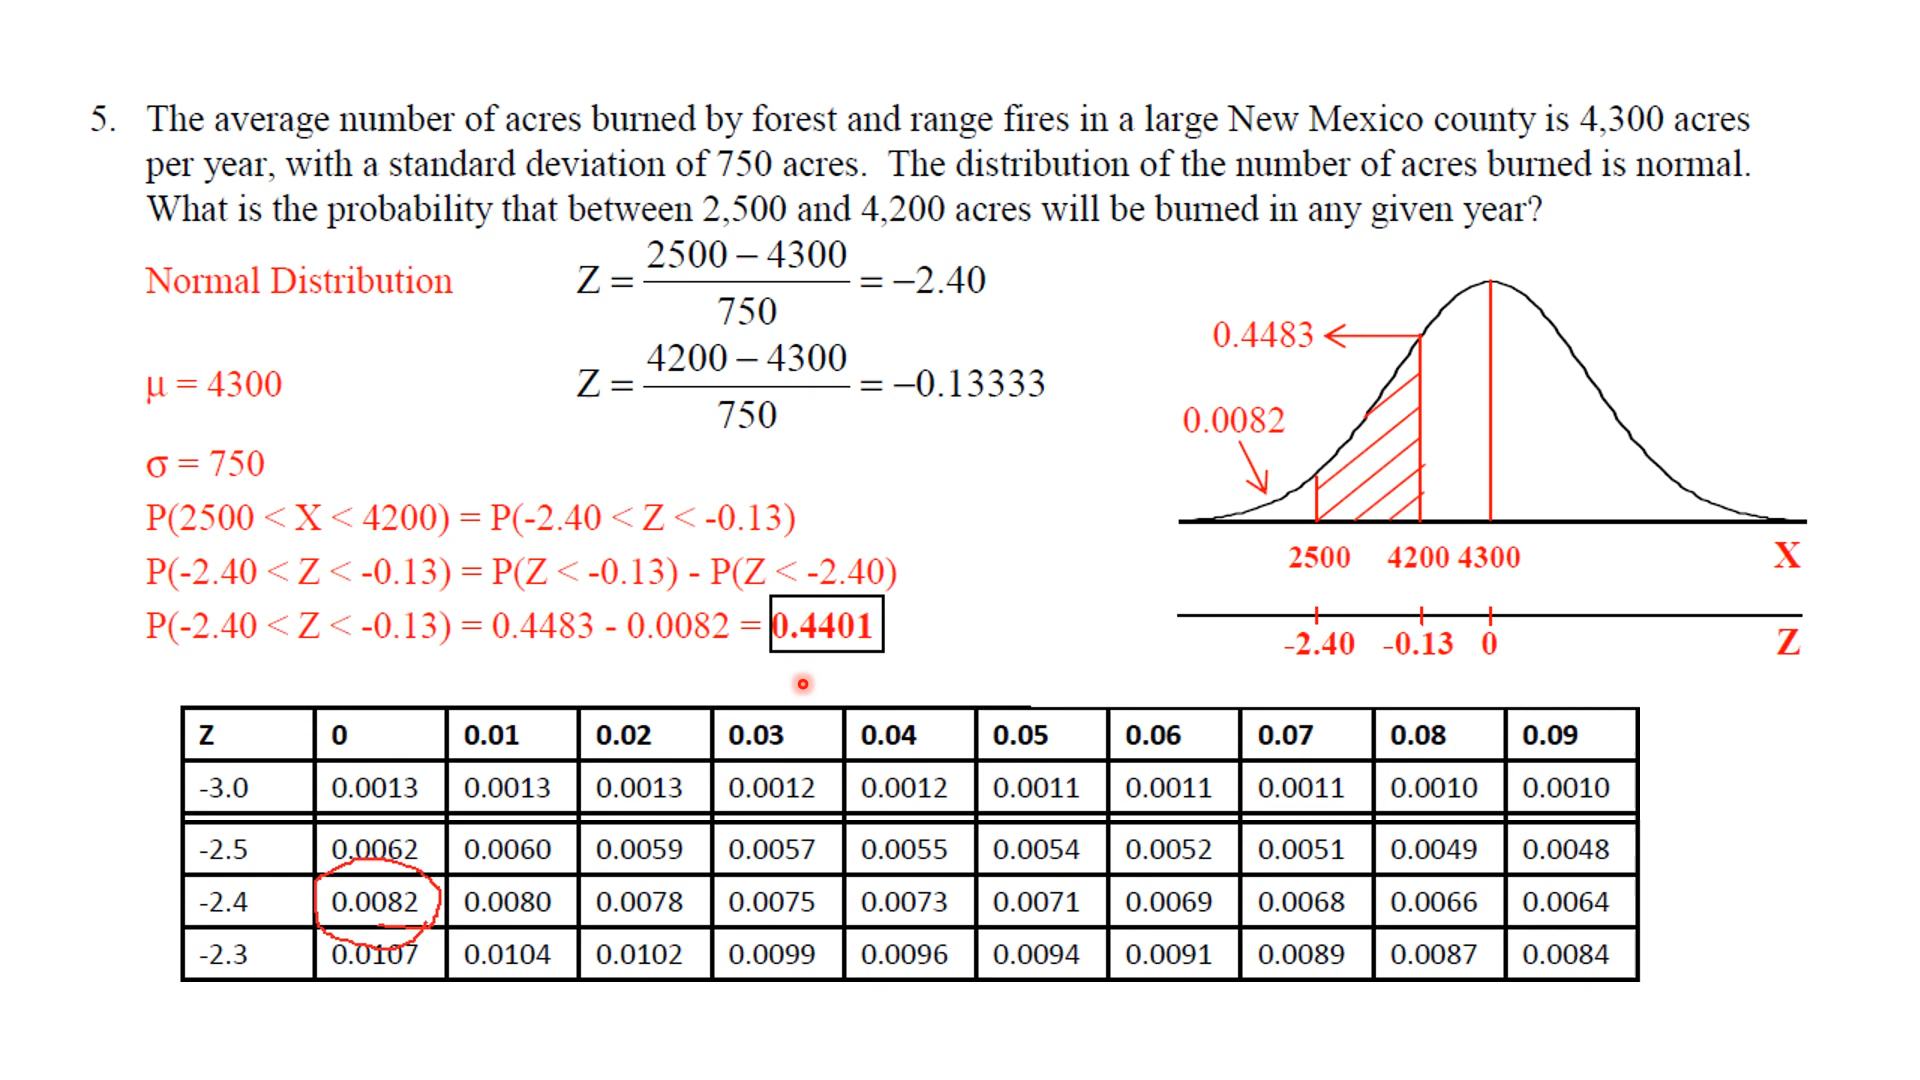 5. The average number of acres burned by forest and range fires in a large New Mexico county is 4,300 acres
per year, with a standard deviation of 750 acres. The distribution of the number of acres burned is normal.
What is the probability that between 2,500 and 4,200 acres will be burned in any given year?
Normal Distribution
Z = (2500 – 4300) / 750 = –2.40
μ = 4300
Z = (4200 – 4300) / 750 = –0.13333
σ = 750
P(2500 < X < 4200) = P(-2.40 < Z < -0.13)
P(-2.40 < Z < -0.13) = P(Z < -0.13) - P(Z < -2.40)
P(-2.40 < Z < -0.13) = 0.4483 - 0.0082 = 0.4401
0.4483
0.0082
2500 4200 4300 X
-2.40 -0.13 0 Z
Z 0 0.01 0.02 0.03 0.04 0.05 0.06 0.07 0.08 0.09
-3.0 0.0013 0.0013 0.0013 0.0012 0.0012 0.0011 0.0011 0.0011 0.0010 0.0010
-2.5 0.0062 0.0060 0.0059 0.0057 0.0055 0.0054 0.0052 0.0051 0.0049 0.0048
-2.4 0.0082 0.0080 0.0078 0.0075 0.0073 0.0071 0.0069 0.0068 0.0066 0.0064
-2.3 0.0107 0.0104 0.0102 0.0099 0.0096 0.0094 0.0091 0.0089 0.0087 0.0084